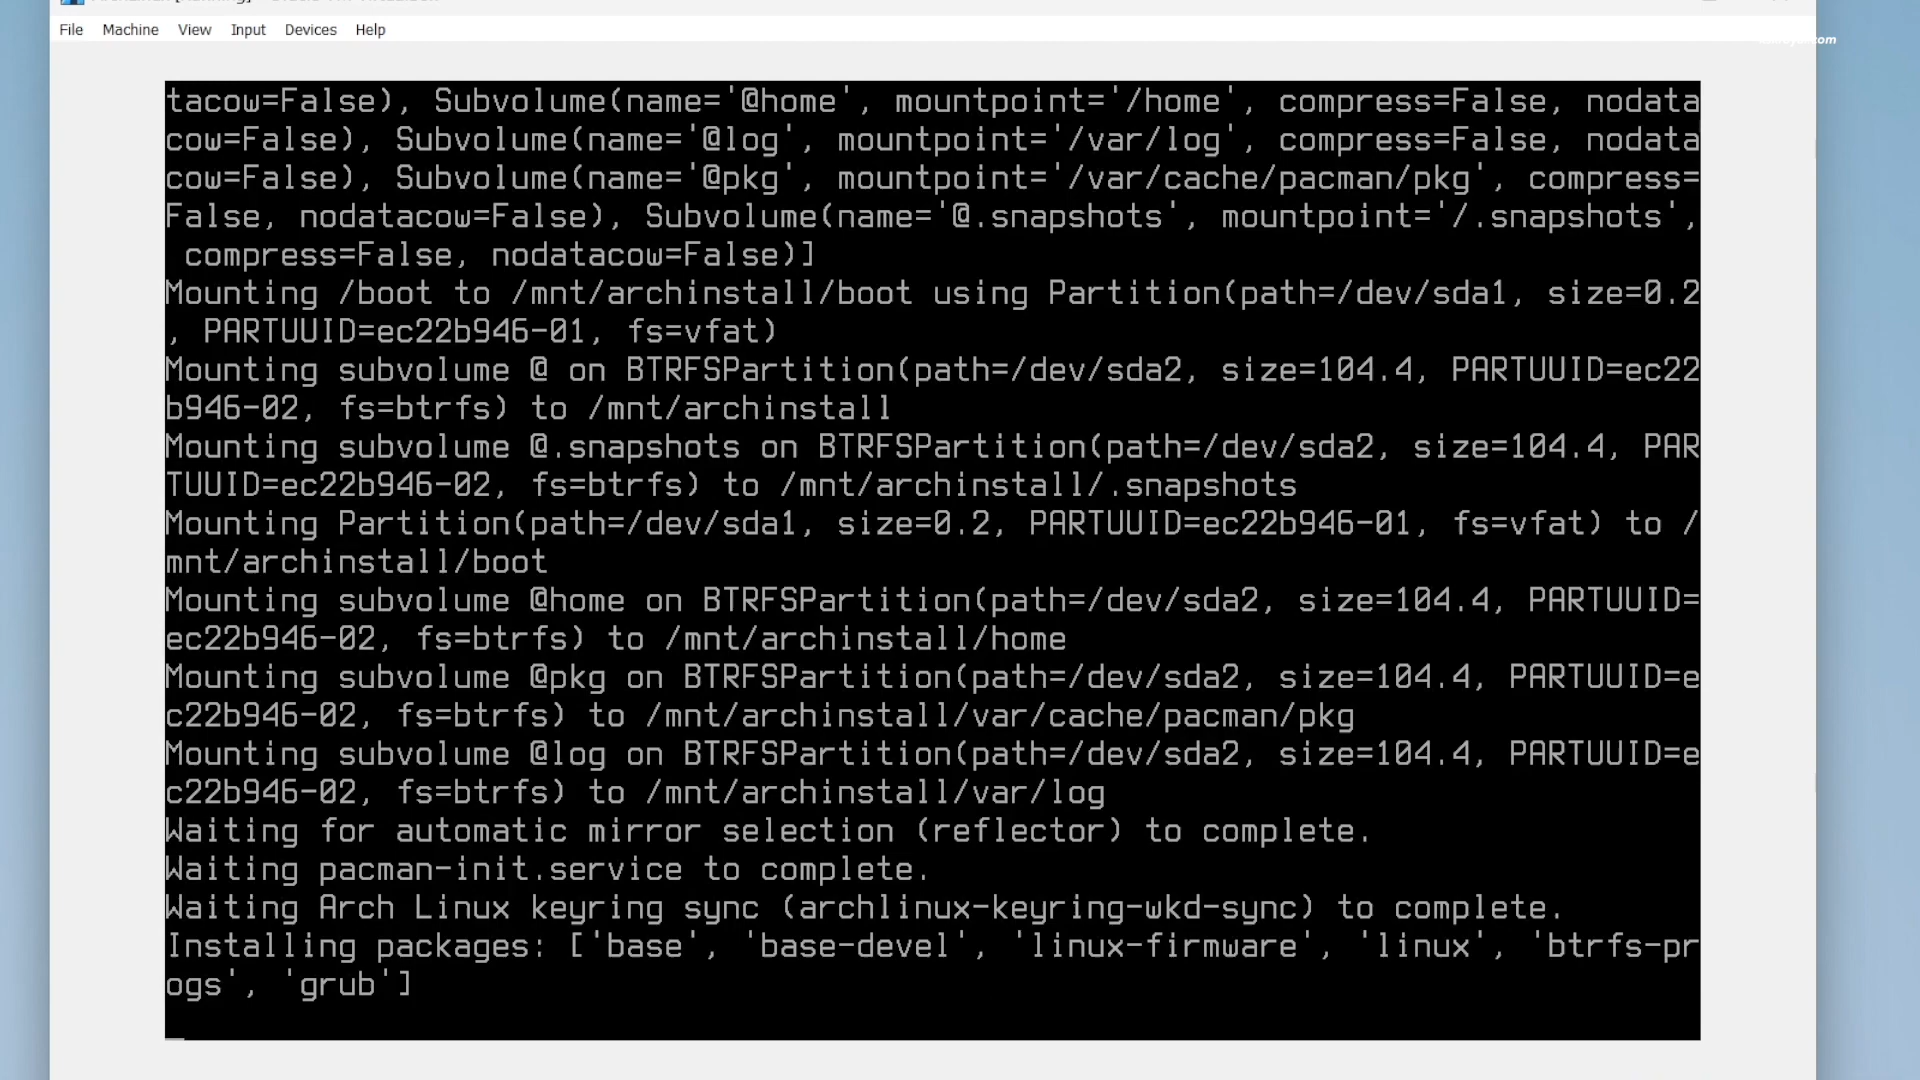 File Machine View Input Devices Help
tacow=False), Subvolume(name='@home', mountpoint='/home', compress=False, nodata
cow=False), Subvolume(name='@log', mountpoint='/var/log', compress=False, nodata
cow=False), Subvolume(name='@pkg', mountpoint='/var/cache/pacman/pkg', compress=
False, nodatacow=False), Subvolume(name='@.snapshots', mountpoint='/.snapshots',
 compress=False, nodatacow=False)]
Mounting /boot to /mnt/archinstall/boot using Partition(path=/dev/sda1, size=0.2
, PARTUUID=ec22b946-01, fs=vfat)
Mounting subvolume @ on BTRFSPartition(path=/dev/sda2, size=104.4, PARTUUID=ec22
b946-02, fs=btrfs) to /mnt/archinstall
Mounting subvolume @.snapshots on BTRFSPartition(path=/dev/sda2, size=104.4, PAR
TUUID=ec22b946-02, fs=btrfs) to /mnt/archinstall/.snapshots
Mounting Partition(path=/dev/sda1, size=0.2, PARTUUID=ec22b946-01, fs=vfat) to /
mnt/archinstall/boot
Mounting subvolume @home on BTRFSPartition(path=/dev/sda2, size=104.4, PARTUUID=
ec22b946-02, fs=btrfs) to /mnt/archinstall/home
Mounting subvolume @pkg on BTRFSPartition(path=/dev/sda2, size=104.4, PARTUUID=e
c22b946-02, fs=btrfs) to /mnt/archinstall/var/cache/pacman/pkg
Mounting subvolume @log on BTRFSPartition(path=/dev/sda2, size=104.4, PARTUUID=e
c22b946-02, fs=btrfs) to /mnt/archinstall/var/log
Waiting for automatic mirror selection (reflector) to complete.
Waiting pacman-init.service to complete.
Waiting Arch Linux keyring sync (archlinux-keyring-wkd-sync) to complete.
Installing packages: ['base', 'base-devel', 'linux-firmware', 'linux', 'btrfs-pr
ogs', 'grub']